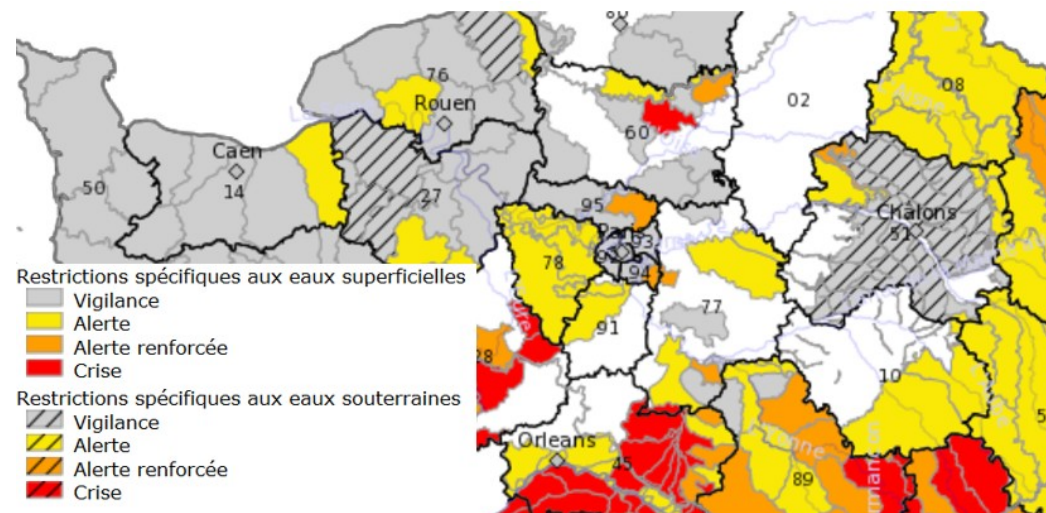 76
Rouen
60
02
08
Caen
14
50
27
95
Châlons
51
Paris
93
94
78
91
77
28
10
Orleans
45
89
Yonne
Restrictions spécifiques aux eaux superficielles
Vigilance
Alerte
Alerte renforcée
Crise
Restrictions spécifiques aux eaux souterraines
Vigilance
Alerte
Alerte renforcée
Crise